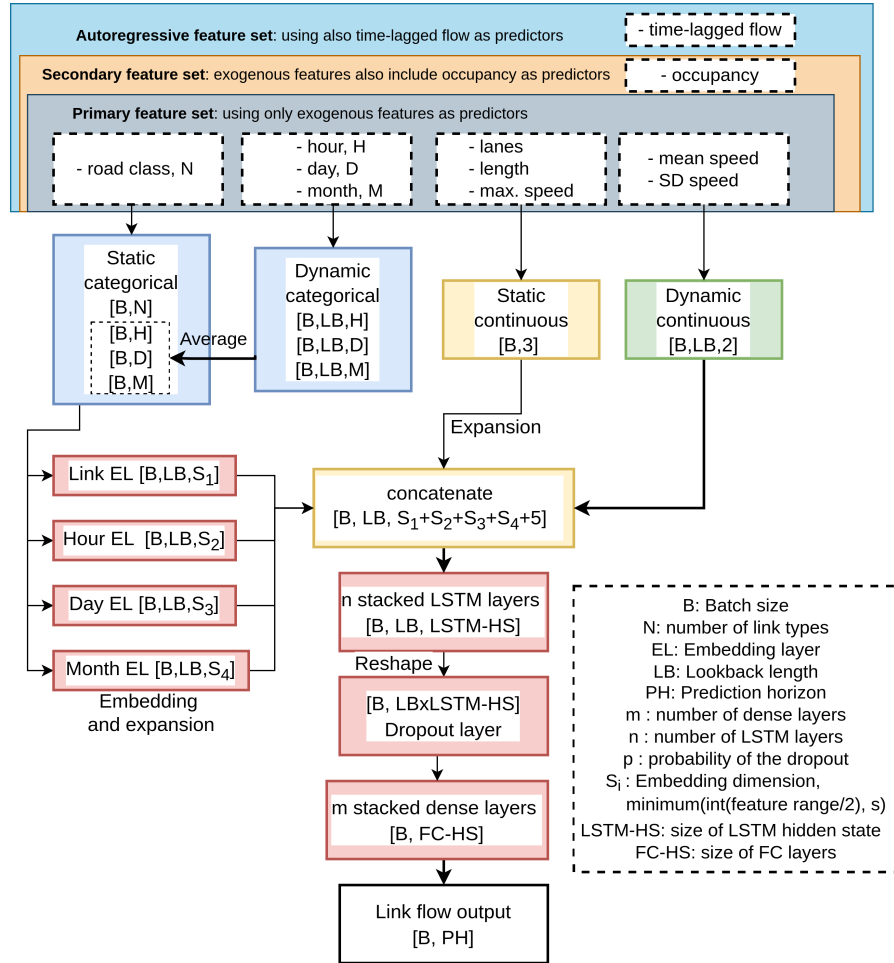 Autoregressive feature set: using also time-lagged flow as predictors
- time-lagged flow
Secondary feature set: exogenous features also include occupancy as predictors
- occupancy
Primary feature set: using only exogenous features as predictors
- road class, N
- hour, H
- day, D
- month, M
- lanes
- length
- max. speed
- mean speed
- SD speed
Static
categorical
[B,N]
[B,H]
[B,D]
[B,M]
Average
Dynamic
categorical
[B,LB,H]
[B,LB,D]
[B,LB,M]
Static
continuous
[B,3]
Dynamic
continuous
[B,LB,2]
Expansion
Link EL [B,LB,S1]
Hour EL [B,LB,S2]
Day EL [B,LB,S3]
Month EL [B,LB,S4]
Embedding
and expansion
concatenate
[B, LB, S1+S2+S3+S4+5]
n stacked LSTM layers
[B, LB, LSTM-HS]
Reshape
[B, LBxLSTM-HS]
Dropout layer
m stacked dense layers
[B, FC-HS]
Link flow output
[B, PH]
B: Batch size
N: number of link types
EL: Embedding layer
LB: Lookback length
PH: Prediction horizon
m : number of dense layers
n : number of LSTM layers
p : probability of the dropout
Si : Embedding dimension,
minimum(int(feature range/2), s)
LSTM-HS: size of LSTM hidden state
FC-HS: size of FC layers